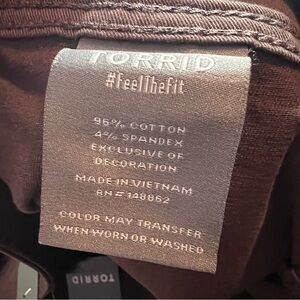 TORRID
#FeelTheFit
96% COTTON
4% SPANDEX
EXCLUSIVE OF
DECORATION
MADE IN VIETNAM
RN# 148862
COLOR MAY TRANSFER
WHEN WORN OR WASHED
TORRID